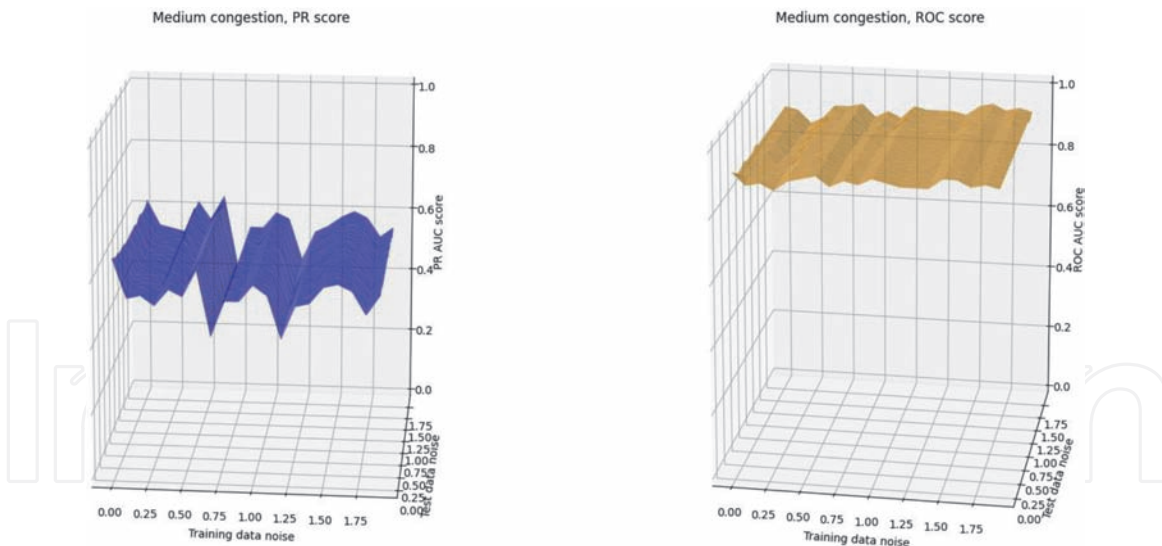 Medium congestion, PR score
1.0
0.8
0.6
0.4
0.2
0.0
PR AUC score
1.75
1.50
1.25
1.00
0.75
0.50
0.25
0.00
Test data noise
0.00 0.25 0.50 0.75 1.00 1.25 1.50 1.75
Training data noise
Medium congestion, ROC score
1.0
0.8
0.6
0.4
0.2
0.0
ROC AUC score
1.75
1.50
1.25
1.00
0.75
0.50
0.25
0.00
Test data noise
0.00 0.25 0.50 0.75 1.00 1.25 1.50 1.75
Training data noise